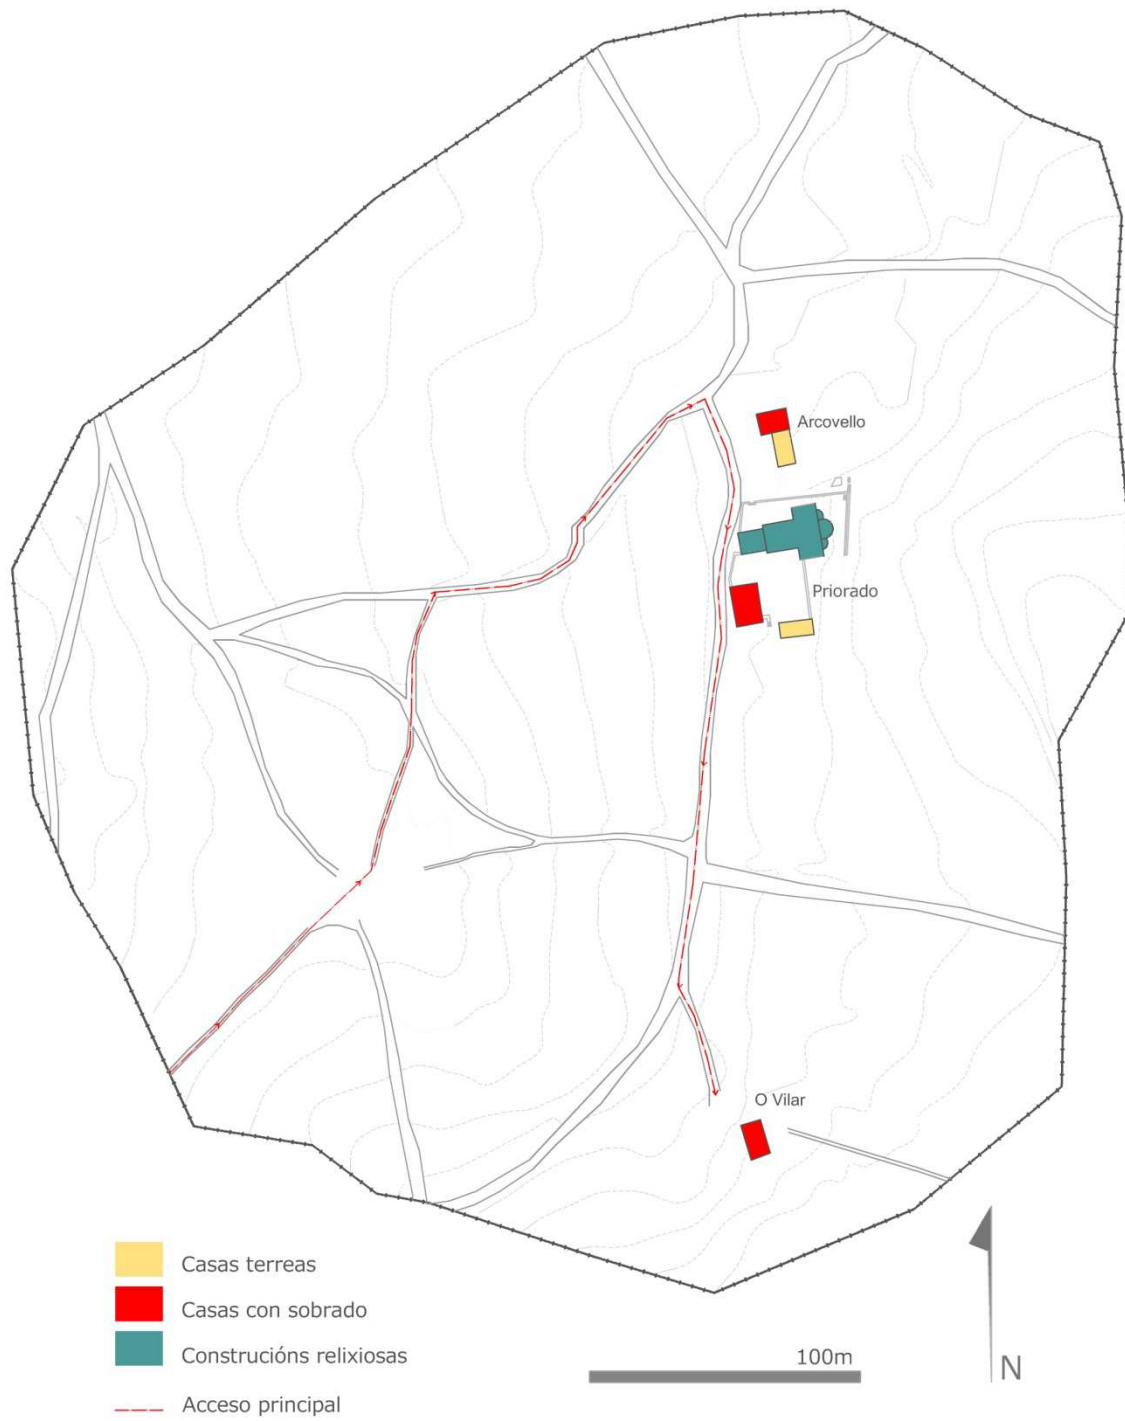 Arcovello
Priorado
O Vilar
Casas terreas
Casas con sobrado
Construcións relixiosas
Acceso principal
100m
N